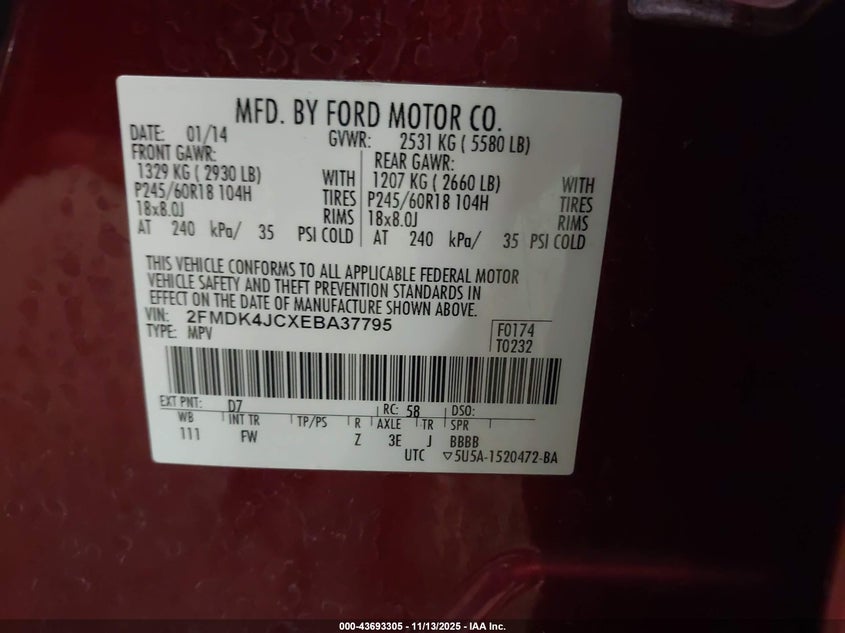 MFD. BY FORD MOTOR CO.
DATE: 01/14 GVWR: 2531 KG ( 5580 LB)
FRONT GAWR: REAR GAWR:
1329 KG ( 2930 LB) WITH 1207 KG ( 2660 LB) WITH
P245/60R18 104H TIRES P245/60R18 104H TIRES
18x8.0J RIMS 18x8.0J RIMS
AT 240 kPa/ 35 PSI COLD AT 240 kPa/ 35 PSI COLD
THIS VEHICLE CONFORMS TO ALL APPLICABLE FEDERAL MOTOR
VEHICLE SAFETY AND THEFT PREVENTION STANDARDS IN
EFFECT ON THE DATE OF MANUFACTURE SHOWN ABOVE.
VIN: 2FMDK4JCXEBA37795
TYPE: MPV
F0174
T0232
EXT PNT: D7 RC: 58 DSO:
WB INT TR TP/PS R AXLE TR SPR
111 FW Z 3E J BBBB
UTC ▽5U5A-1520472-BA
000-43693305 - 11/13/2025 - IAA Inc.